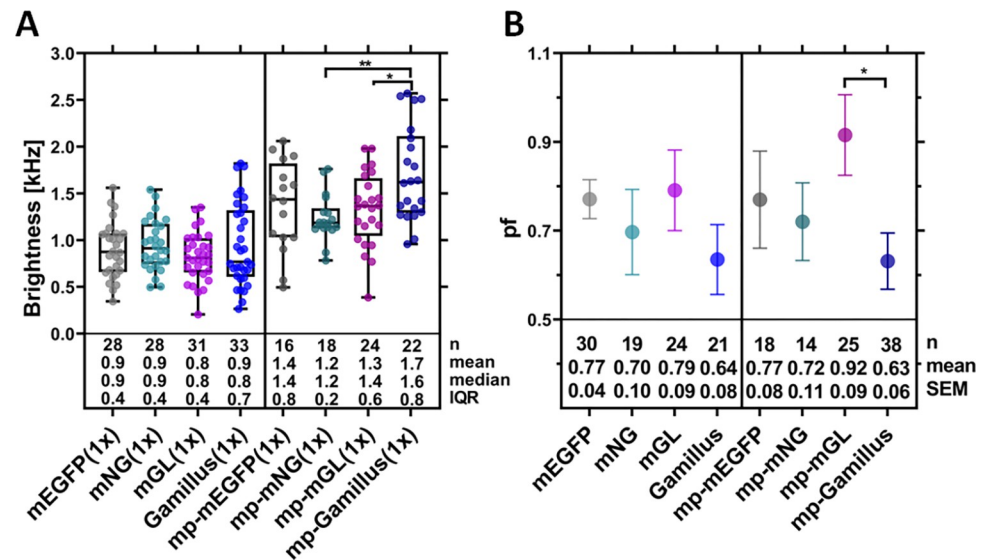 A
B
Brightness [kHz]
3.0
2.5
2.0
1.5
1.0
0.5
0.0
** 
*
28 28 31 33 16 18 24 22 n
0.9 0.9 0.8 0.9 1.4 1.2 1.3 1.7 mean
0.9 0.9 0.8 0.8 1.4 1.2 1.4 1.6 median
0.4 0.4 0.4 0.7 0.8 0.2 0.6 0.8 IQR
mEGFP(1x)
mNG(1x)
mGL(1x)
Gamillus(1x)
mp-mEGFP(1x)
mp-mNG(1x)
mp-mGL(1x)
mp-Gamillus(1x)
pf
1.1
0.9
0.7
0.5
*
30 19 24 21 18 14 25 38 n
0.77 0.70 0.79 0.64 0.77 0.72 0.92 0.63 mean
0.04 0.10 0.09 0.08 0.08 0.11 0.09 0.06 SEM
mEGFP
mNG
mGL
Gamillus
mp-mEGFP
mp-mNG
mp-mGL
mp-Gamillus